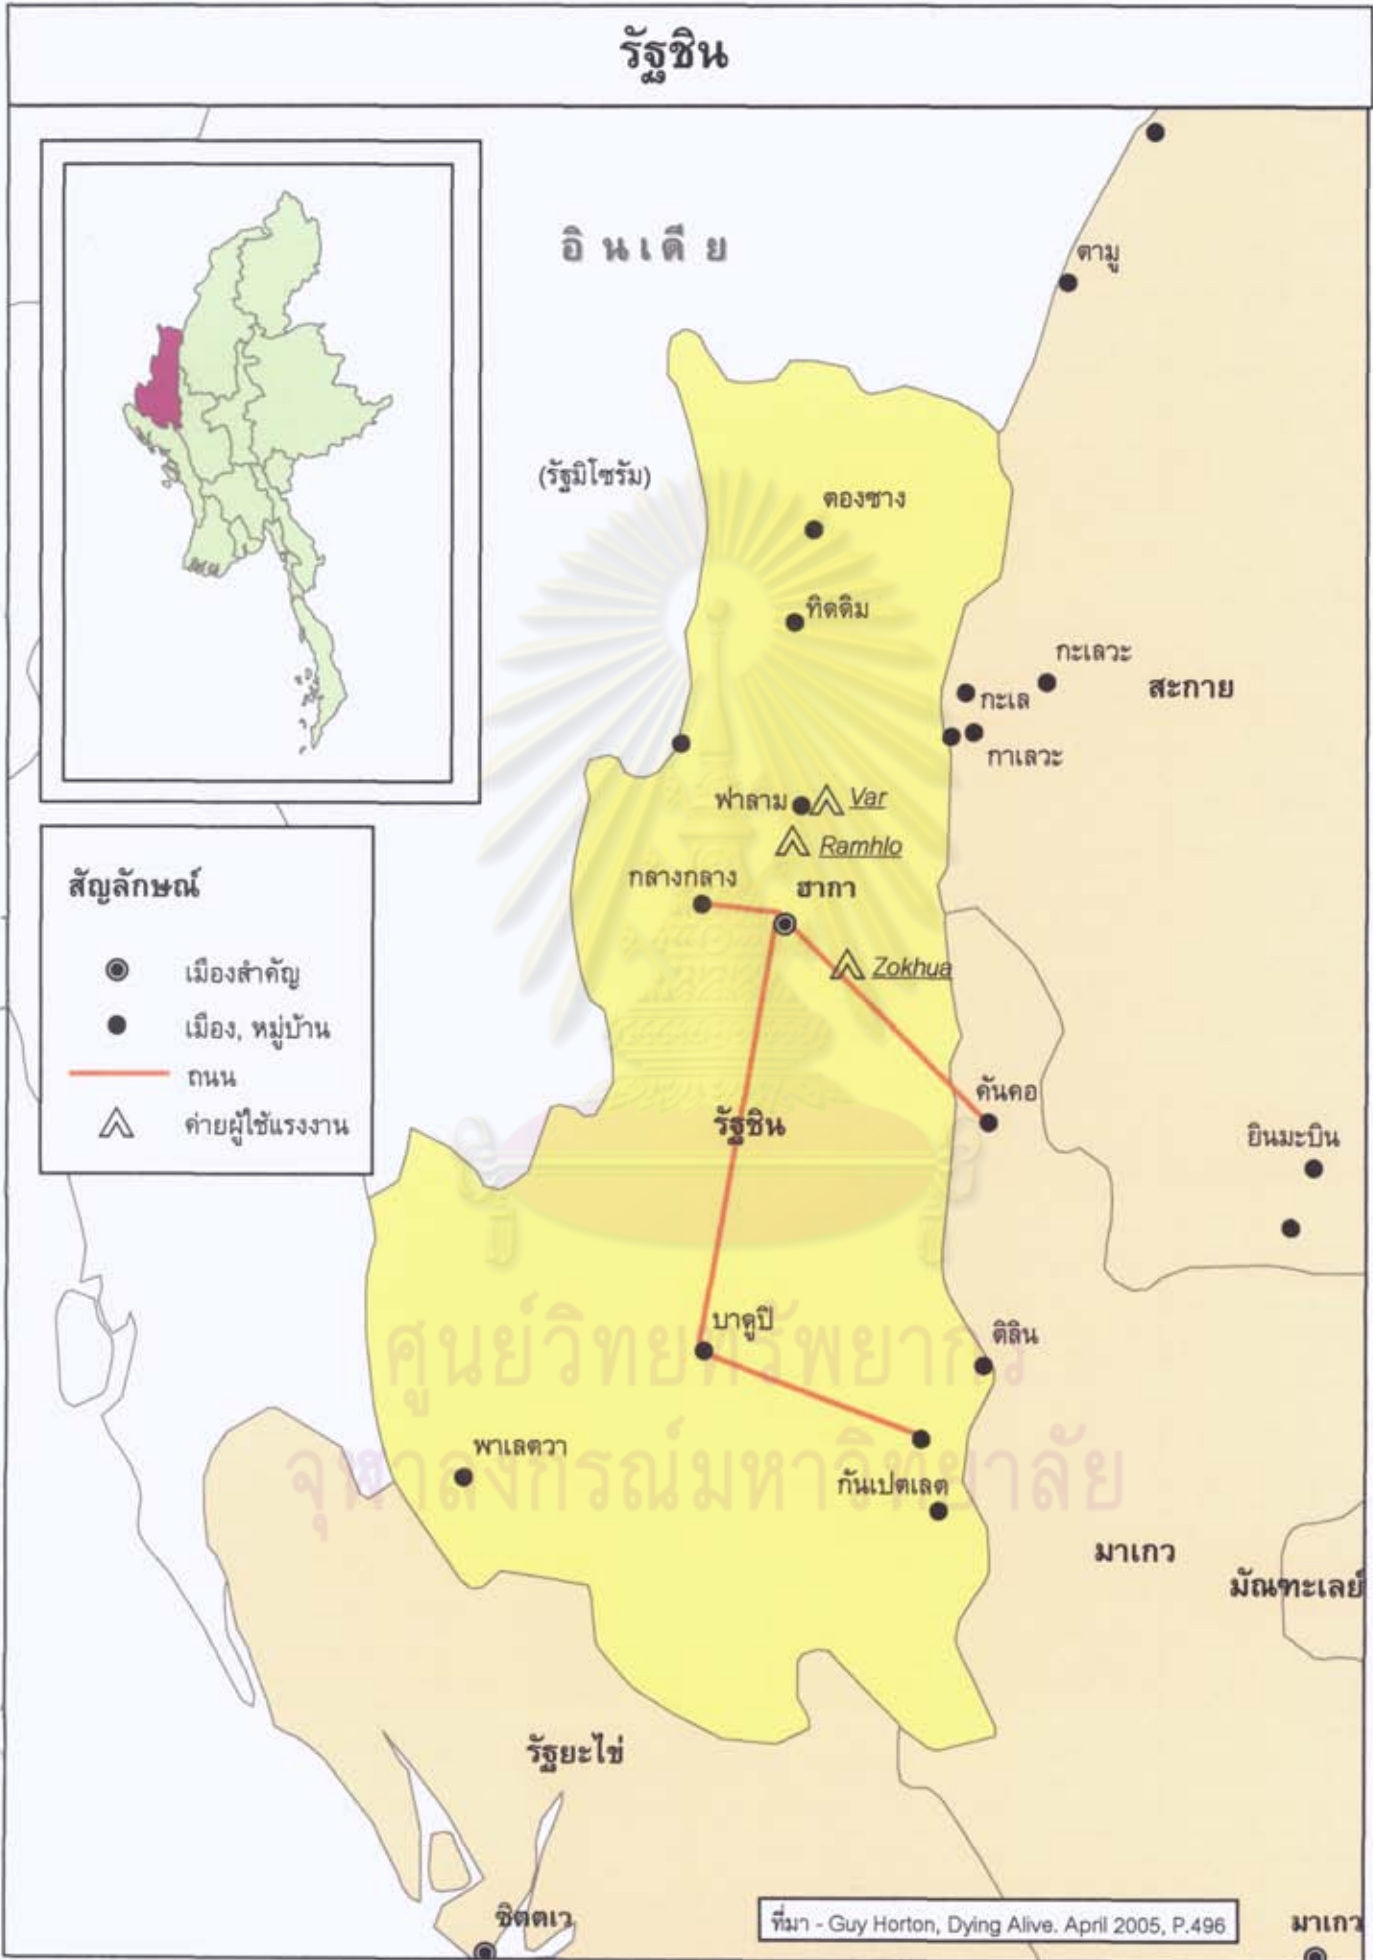 รัฐชิน
อินเดีย
ตามู
(รัฐมิโซรัม)
ตองซาง
ทิดดิม
กะเลวะ
สะกาย
กะเล
กาเลวะ
ฟาลาม
Var
Ramhlo
กลางกลาง
ฮากา
Zokhua
สัญลักษณ์
เมืองสำคัญ
เมือง, หมู่บ้าน
ถนน
ค่ายผู้ใช้แรงงาน
คันคอ
รัฐชิน
ยินมะบิน
บาตูปี
ติลิน
ศูนย์วิทยทรัพยากร
พาเลตวา
จุฬาลงกรณ์มหาวิทยาลัย
กันเปตเลต
มาเกว
มัณฑะเลย์
รัฐยะไข่
ซิตตเว
ที่มา - Guy Horton, Dying Alive. April 2005, P.496
มาเกว